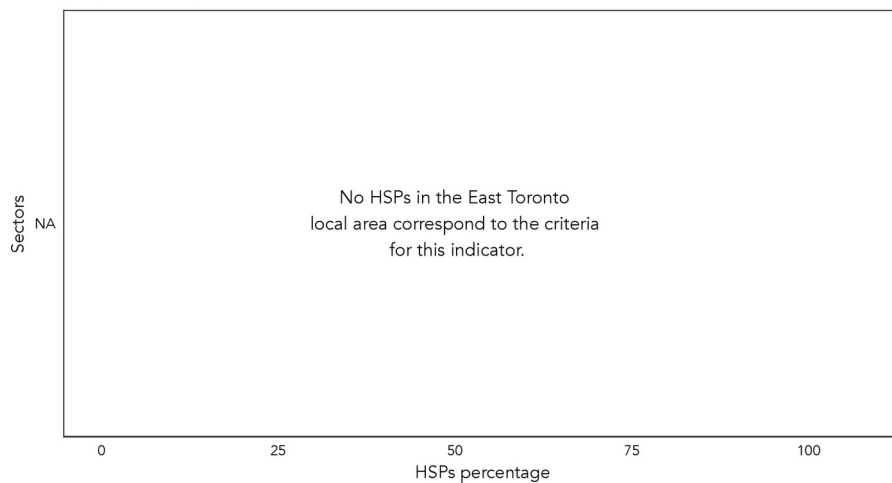 No HSPs in the East Toronto
local area correspond to the criteria
for this indicator.
Sectors
NA
0 25 50 75 100
HSPs percentage